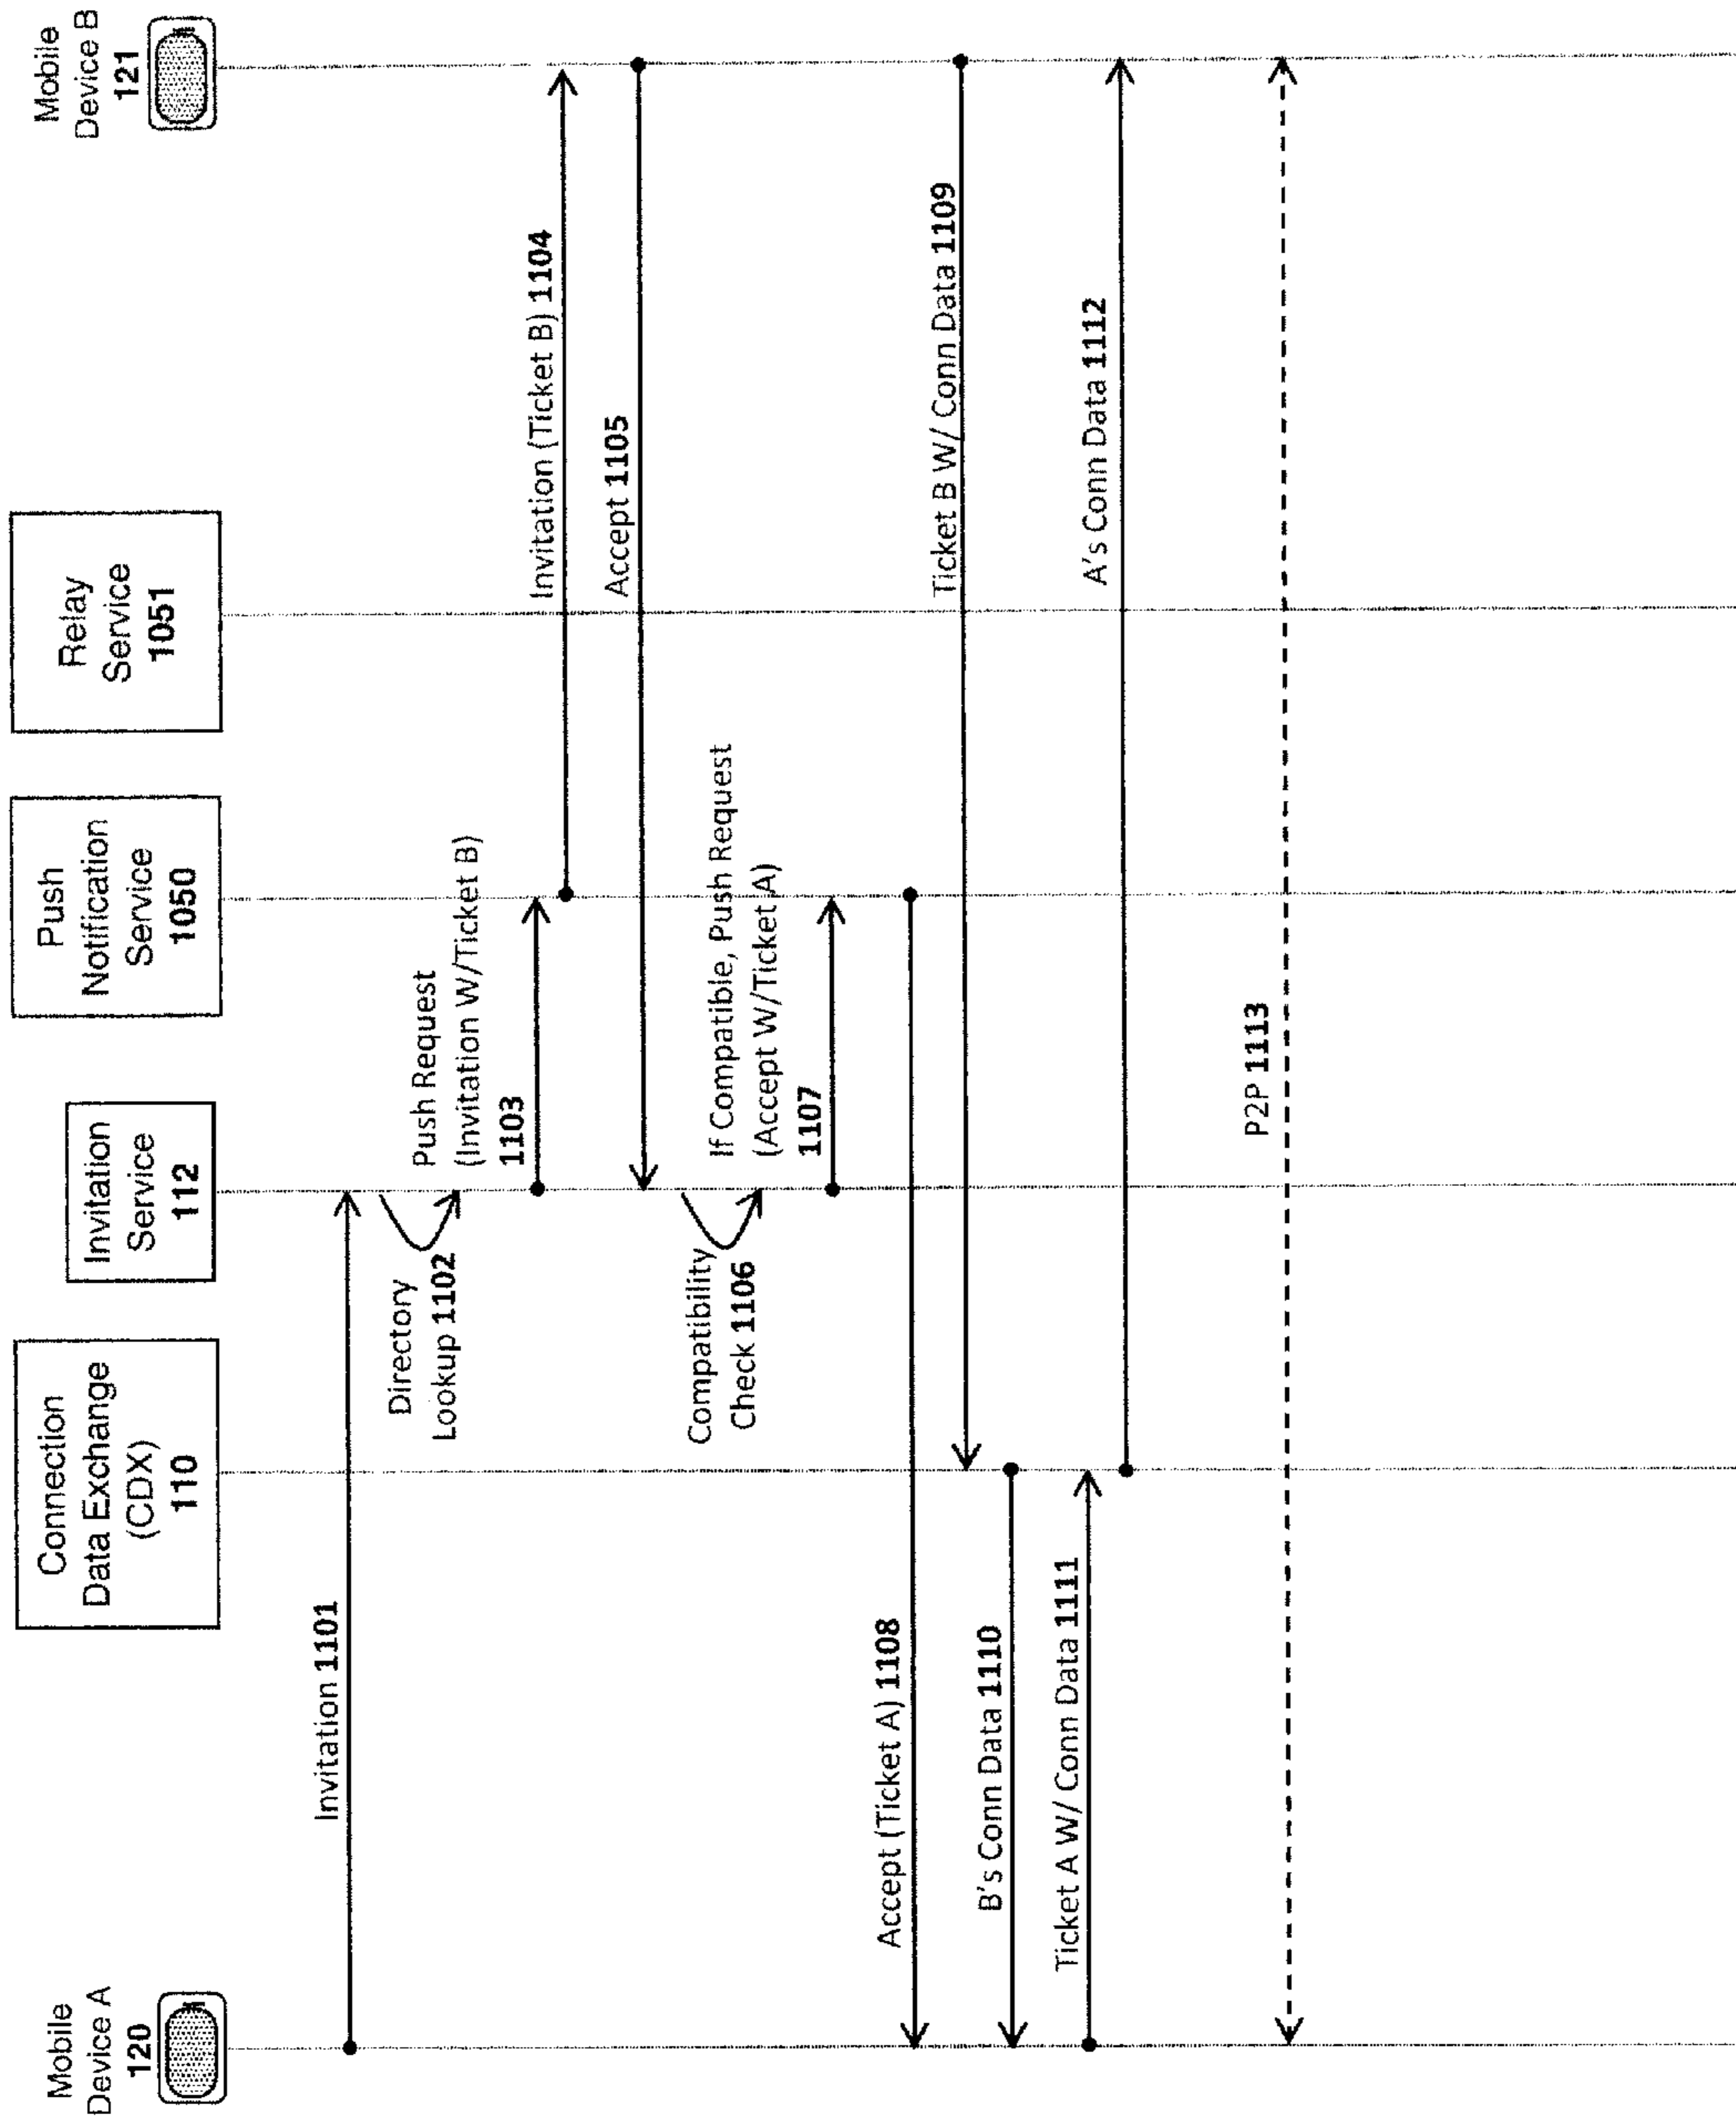 Mobile
Device A
120
Connection
Data Exchange
(CDX)
110
Invitation
Service
112
Push
Notification
Service
1050
Relay
Service
1051
Mobile
Device B
121
Invitation 1101
Directory
Lookup 1102
Push Request
(Invitation W/Ticket B)
1103
Invitation (Ticket B) 1104
Accept 1105
Compatibility
Check 1106
If Compatible, Push Request
(Accept W/Ticket A)
1107
Accept (Ticket A) 1108
Ticket B W/ Conn Data 1109
B's Conn Data 1110
Ticket A W/ Conn Data 1111
A's Conn Data 1112
P2P 1113